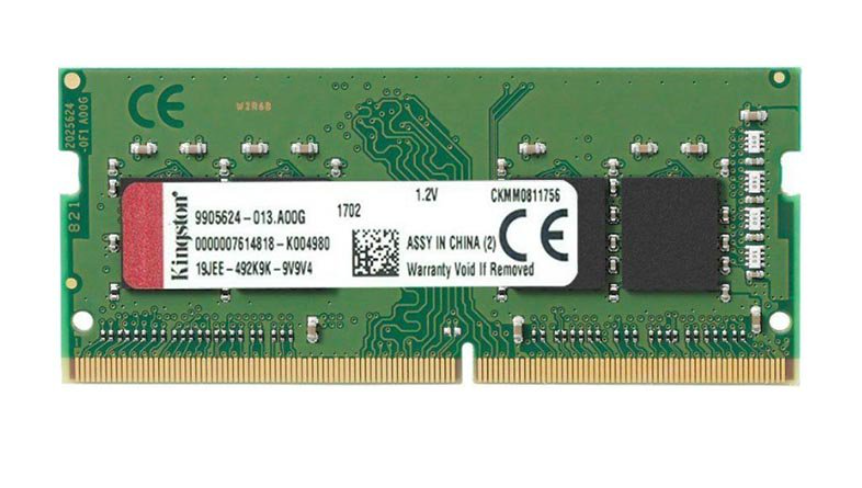 CE
W2R6B
2025624
-0F1 A00G
821
Kingston
9905624-013.A00G
1702
1.2V
CKMM0811756
0000007614818-K004980
ASSY IN CHINA (2)
CE
19JEE-492K9K-9V9V4
Warranty Void If Removed